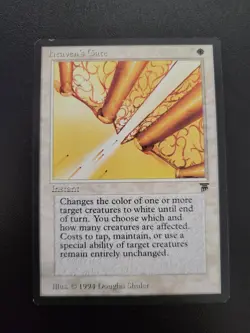 Heaven's Gate
Instant
Changes the color of one or more
target creatures to white until end
of turn. You choose which and
how many creatures are affected.
Costs to tap, maintain, or use a
special ability of target creatures
remain entirely unchanged.
Illus. © 1994 Douglas Shuler